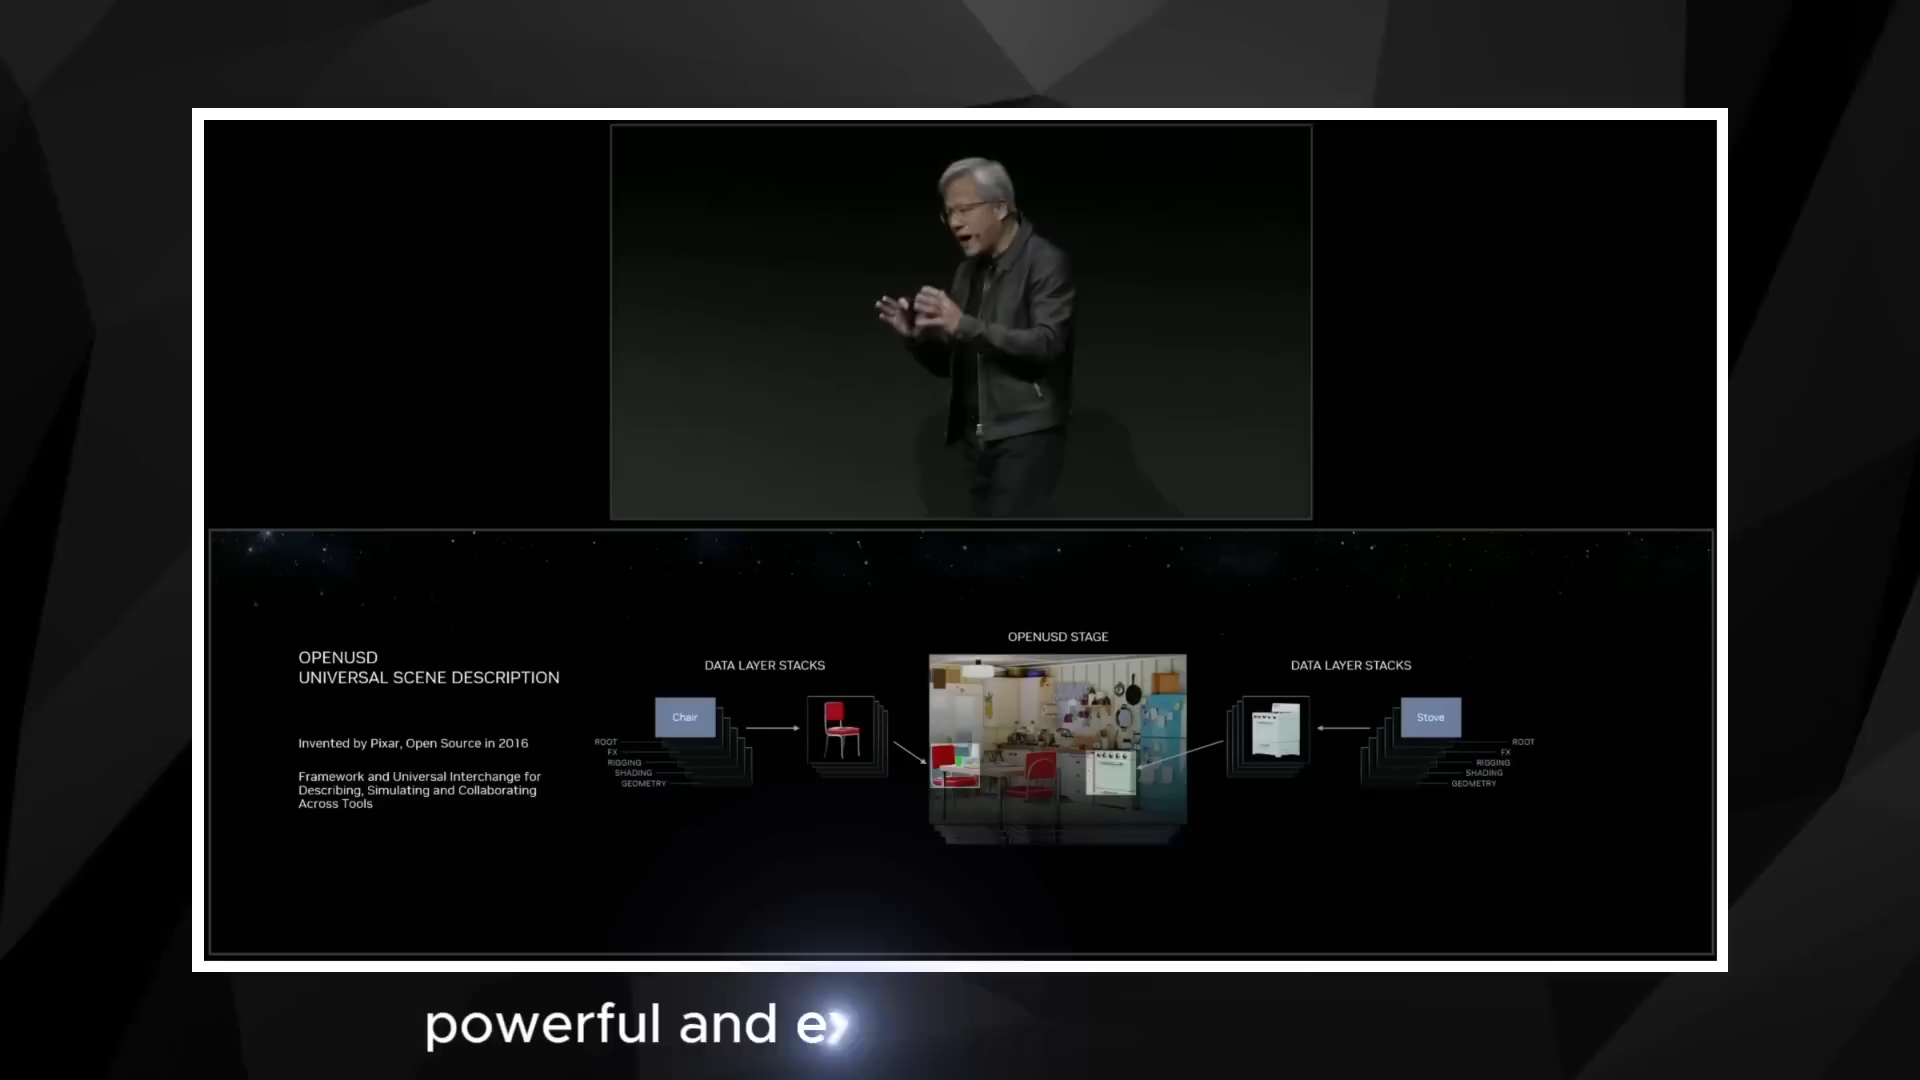 OPENUSD
UNIVERSAL SCENE DESCRIPTION
Invented by Pixar, Open Source in 2016
Framework and Universal Interchange for
Describing, Simulating and Collaborating
Across Tools
DATA LAYER STACKS
Chair
ROOT
FX
RIGGING
SHADING
GEOMETRY
OPENUSD STAGE
DATA LAYER STACKS
Stove
ROOT
FX
RIGGING
SHADING
GEOMETRY
powerful and ex